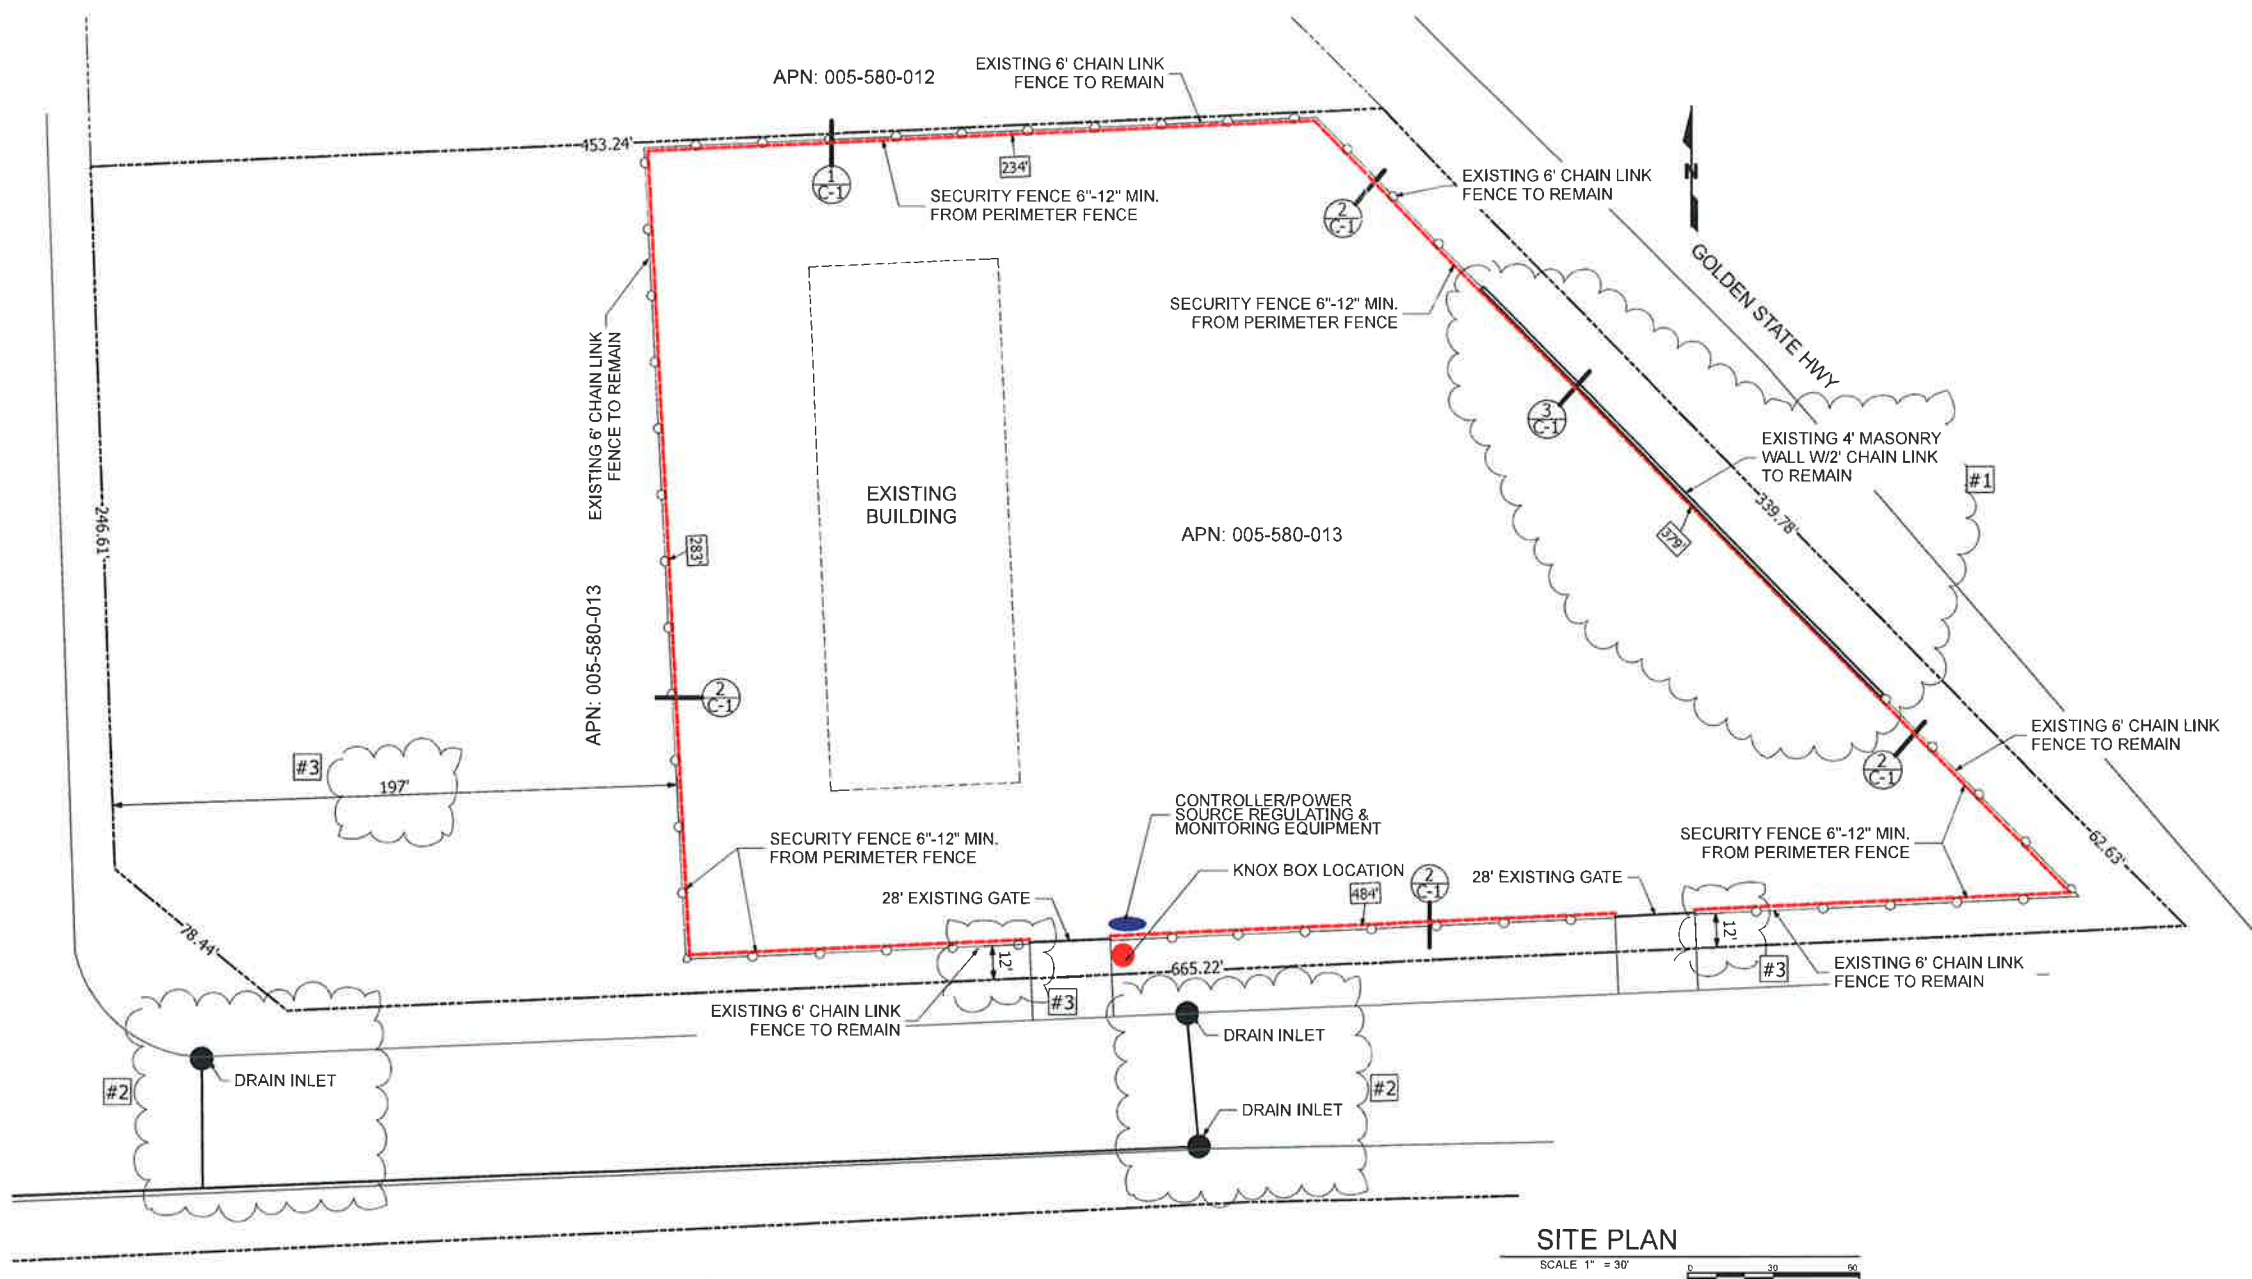 APN: 005-580-012
EXISTING 6' CHAIN LINK
FENCE TO REMAIN
453.24'
1
C-1
234'
SECURITY FENCE 6"-12" MIN.
FROM PERIMETER FENCE
2
C-1
EXISTING 6' CHAIN LINK
FENCE TO REMAIN
N
GOLDEN STATE HWY
SECURITY FENCE 6"-12" MIN.
FROM PERIMETER FENCE
EXISTING 6' CHAIN LINK
FENCE TO REMAIN
3
C-1
EXISTING 4' MASONRY
WALL W/2' CHAIN LINK
TO REMAIN
#1
339.78'
379'
246.61'
EXISTING
BUILDING
APN: 005-580-013
283'
APN: 005-580-013
2
C-1
EXISTING 6' CHAIN LINK
FENCE TO REMAIN
2
C-1
#3
197'
CONTROLLER/POWER
SOURCE REGULATING &
MONITORING EQUIPMENT
SECURITY FENCE 6"-12" MIN.
FROM PERIMETER FENCE
SECURITY FENCE 6"-12" MIN.
FROM PERIMETER FENCE
62.63'
KNOX BOX LOCATION
28' EXISTING GATE
484'
2
C-1
28' EXISTING GATE
78.44'
12'
12'
665.22'
#3
EXISTING 6' CHAIN LINK
FENCE TO REMAIN
#3
EXISTING 6' CHAIN LINK
FENCE TO REMAIN
DRAIN INLET
#2
DRAIN INLET
#2
DRAIN INLET
SITE PLAN
SCALE 1" = 30'
0 30 60